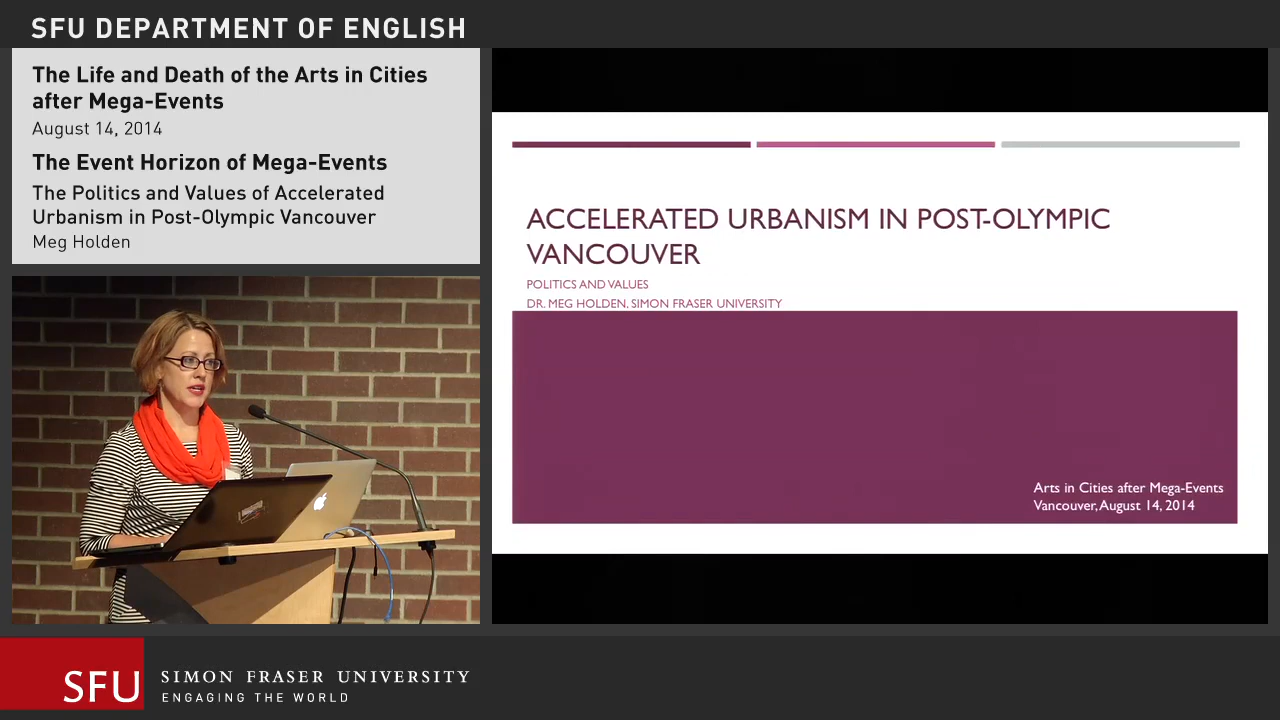 SFU DEPARTMENT OF ENGLISH
The Life and Death of the Arts in Cities
after Mega-Events
August 14, 2014
The Event Horizon of Mega-Events
The Politics and Values of Accelerated
Urbanism in Post-Olympic Vancouver
Meg Holden
ACCELERATED URBANISM IN POST-OLYMPIC
VANCOUVER
POLITICS AND VALUES
DR. MEG HOLDEN. SIMON FRASER UNIVERSITY
Arts in Cities after Mega-Events
Vancouver, August 14, 2014
SFU
SIMON FRASER UNIVERSITY
ENGAGING THE WORLD